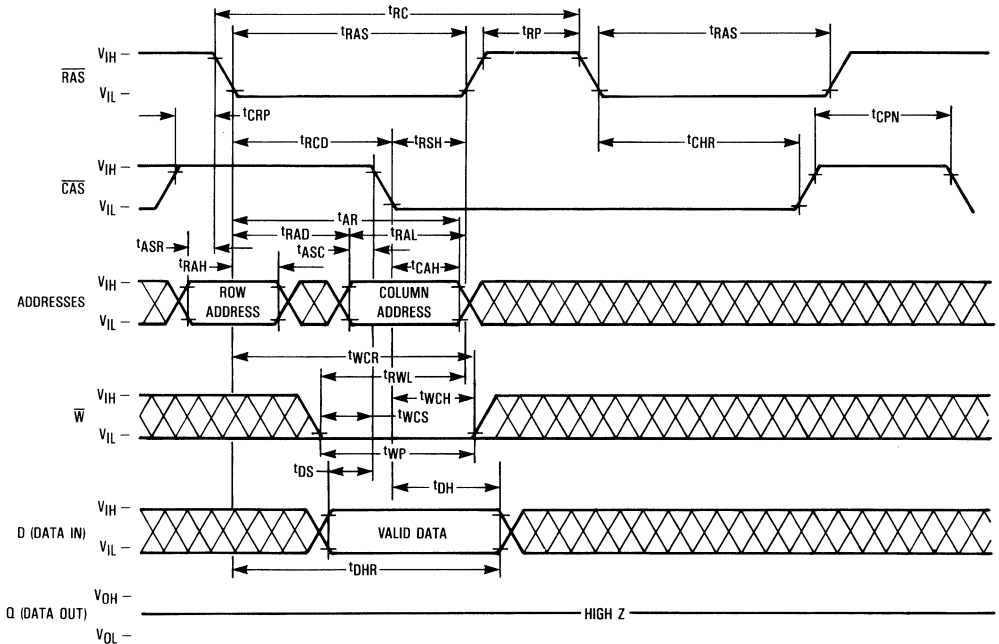 tRC
tRAS tRP tRAS
VIH
RAS
VIL
tCRP tCPN
tRCD tRSH tCHR
VIH
CAS
VIL
tAR
tRAD tRAL
tASR tASC
tRAH tCAH
VIH
ADDRESSES ROW ADDRESS COLUMN ADDRESS
VIL
tWCR
tRWL
VIH tWCH
W tWCS
VIL
tWP
tDS
tDH
VIH
D (DATA IN) VALID DATA
VIL
tDHR
VOH
Q (DATA OUT) HIGH Z
VOL